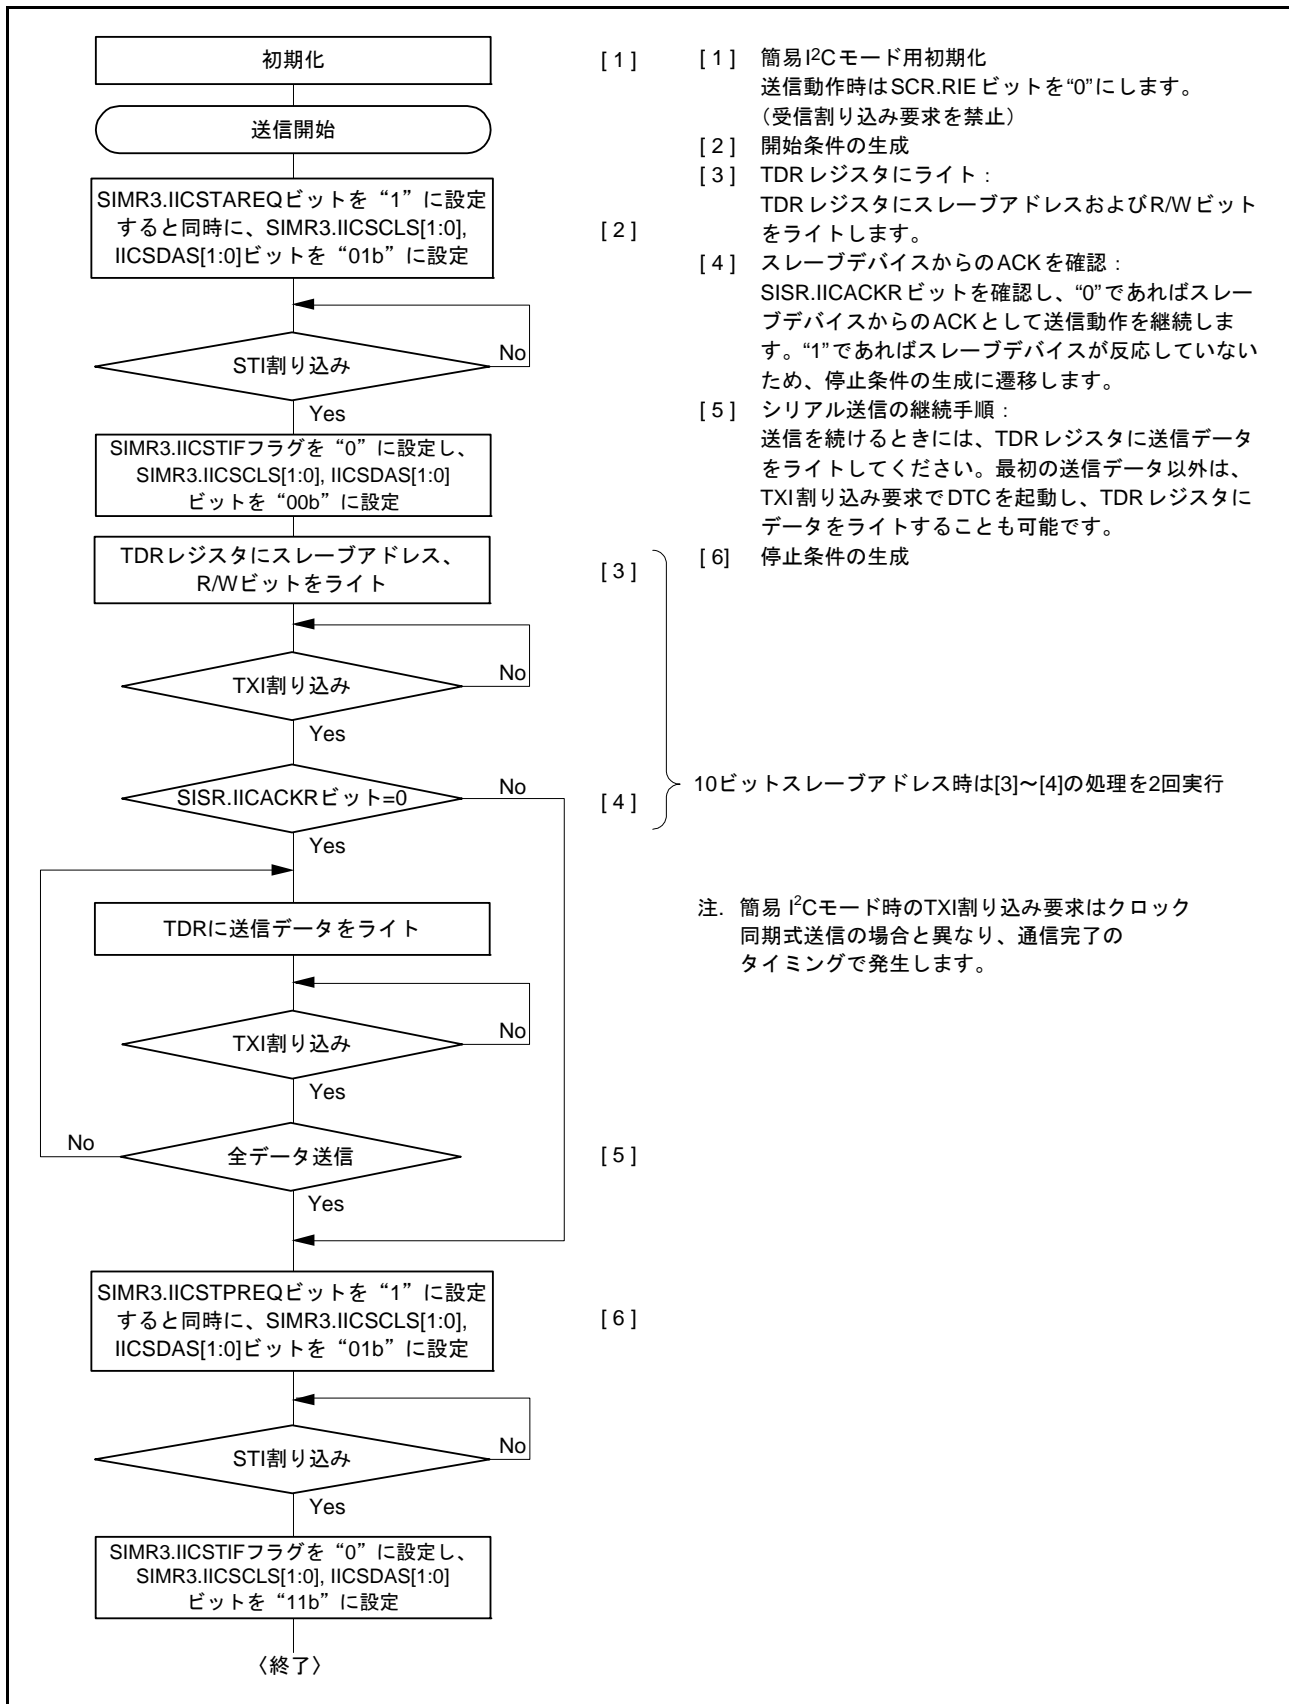 初期化
[ 1 ]
送信開始
SIMR3.IICSTAREQビットを“1”に設定
すると同時に、SIMR3.IICSCLS[1:0],
IICSDAS[1:0]ビットを“01b”に設定
[ 2 ]
STI割り込み
No
Yes
SIMR3.IICSTIFフラグを“0”に設定し、
SIMR3.IICSCLS[1:0], IICSDAS[1:0]
ビットを“00b”に設定
TDRレジスタにスレーブアドレス、
R/Wビットをライト
[ 3 ]
TXI割り込み
No
Yes
SISR.IICACKRビット=0
No
[ 4 ]
Yes
TDRに送信データをライト
TXI割り込み
No
Yes
No
全データ送信
[ 5 ]
Yes
SIMR3.IICSTPREQビットを“1”に設定
すると同時に、SIMR3.IICSCLS[1:0],
IICSDAS[1:0]ビットを“01b”に設定
[ 6 ]
STI割り込み
No
Yes
SIMR3.IICSTIFフラグを“0”に設定し、
SIMR3.IICSCLS[1:0], IICSDAS[1:0]
ビットを“11b”に設定
〈終了〉
[ 1 ] 簡易I2Cモード用初期化
送信動作時はSCR.RIEビットを“0”にします。
（受信割り込み要求を禁止）
[ 2 ] 開始条件の生成
[ 3 ] TDRレジスタにライト：
TDRレジスタにスレーブアドレスおよびR/Wビット
をライトします。
[ 4 ] スレーブデバイスからのACKを確認：
SISR.IICACKRビットを確認し、“0”であればスレー
ブデバイスからのACKとして送信動作を継続しま
す。“1”であればスレーブデバイスが反応していない
ため、停止条件の生成に遷移します。
[ 5 ] シリアル送信の継続手順：
送信を続けるときには、TDRレジスタに送信データ
をライトしてください。最初の送信データ以外は、
TXI割り込み要求でDTCを起動し、TDRレジスタに
データをライトすることも可能です。
[ 6] 停止条件の生成
10ビットスレーブアドレス時は[3]～[4]の処理を2回実行
注. 簡易 I2Cモード時のTXI割り込み要求はクロック
同期式送信の場合と異なり、通信完了の
タイミングで発生します。